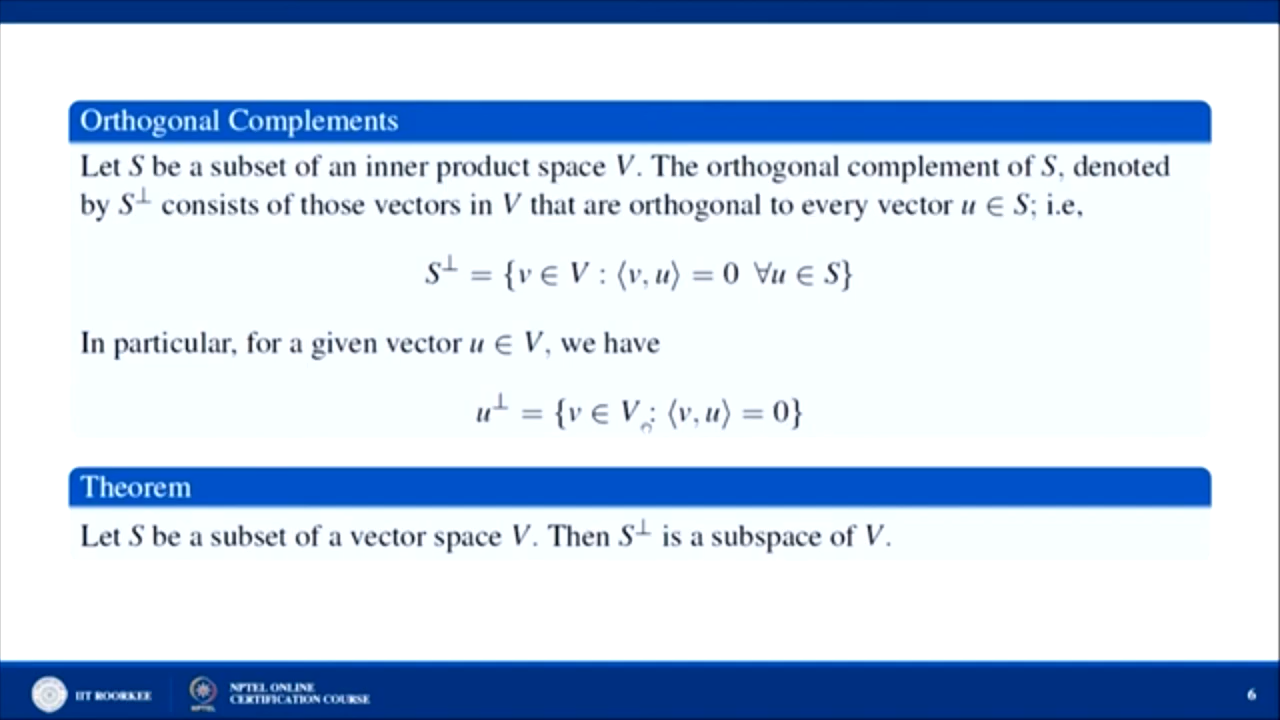 Orthogonal Complements
Let S be a subset of an inner product space V. The orthogonal complement of S, denoted
by S⊥ consists of those vectors in V that are orthogonal to every vector u ∈ S; i.e,
S⊥ = {v ∈ V : ⟨v, u⟩ = 0 ∀u ∈ S}
In particular, for a given vector u ∈ V, we have
u⊥ = {v ∈ V : ⟨v, u⟩ = 0}
Theorem
Let S be a subset of a vector space V. Then S⊥ is a subspace of V.
IIT ROORKEE
NPTEL
NPTEL ONLINE
CERTIFICATION COURSE
6